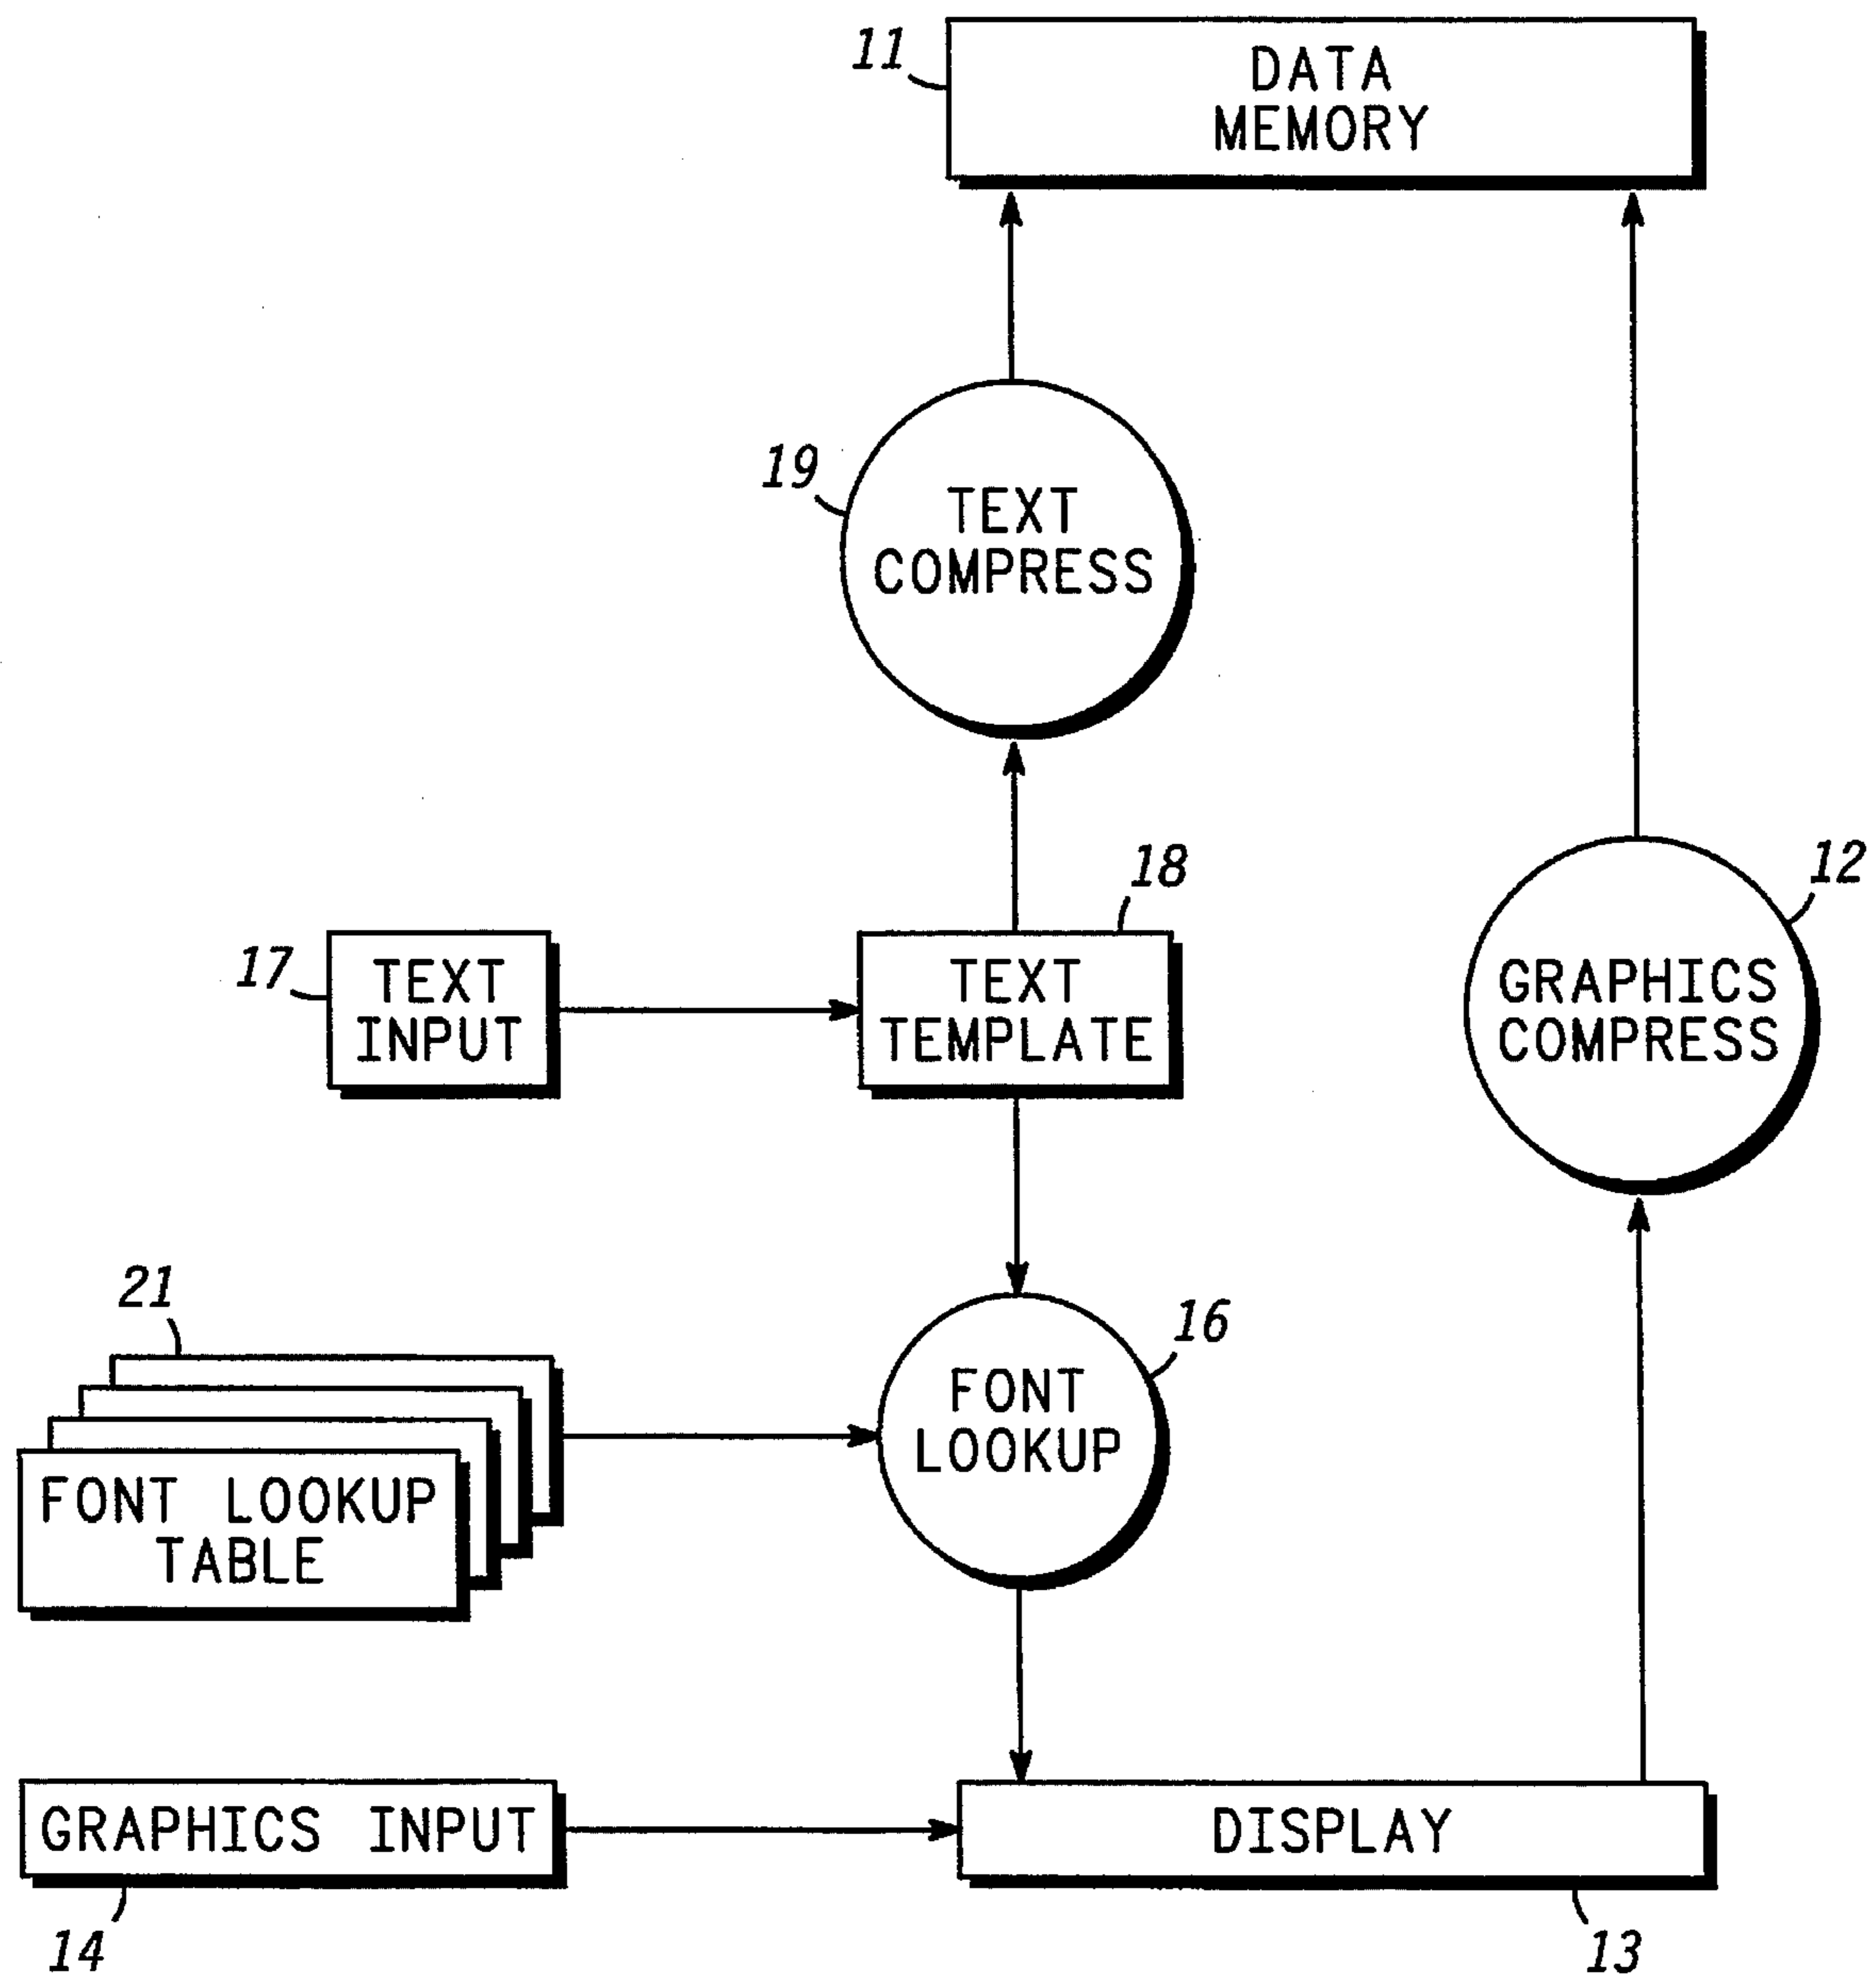 11
DATA
MEMORY
19
TEXT
COMPRESS
18
12
17
TEXT
INPUT
TEXT
TEMPLATE
GRAPHICS
COMPRESS
21
16
FONT
LOOKUP
FONT LOOKUP
TABLE
GRAPHICS INPUT
DISPLAY
14
13